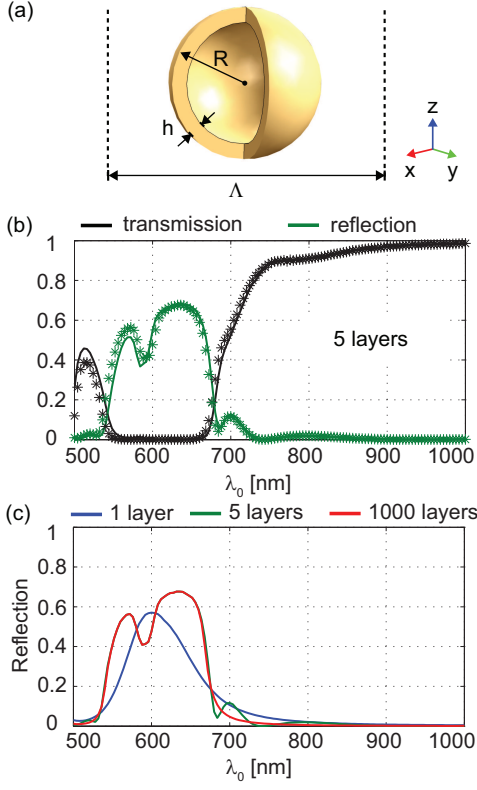 (a)
R
h
Λ
z
x
y
(b)
transmission
reflection
1
0.8
0.6
0.4
0.2
0
5 layers
500 600 700 800 900 1000
λ₀ [nm]
(c)
1 layer
5 layers
1000 layers
Reflection
1
0.8
0.6
0.4
0.2
0
500 600 700 800 900 1000
λ₀ [nm]